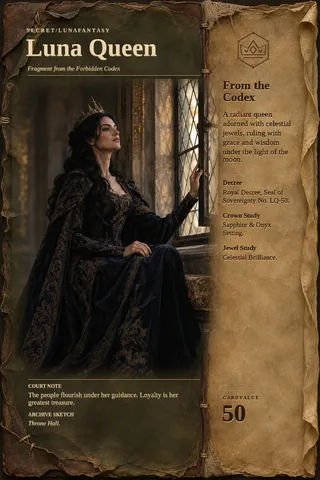 SECRET/LUNAFANTASY
Luna Queen
Fragment from the Forbidden Codex
From the
Codex
A radiant queen
adorned with celestial
jewels, ruling with
grace and wisdom
under the light of the
moon.
Decree
Royal Decree, Seal of
Sovereignty No. LQ-50.
Crown Study
Sapphire & Onyx
Setting.
Jewel Study
Celestial Brilliance.
COURT NOTE
The people flourish under her guidance. Loyalty is her
greatest treasure.
ARCHIVE SKETCH
Throne Hall.
CARDVALUE
50